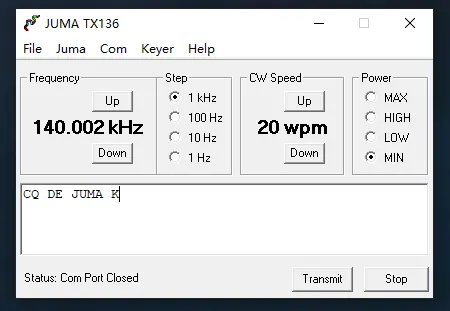 JUMA TX136
File Juma Com Keyer Help
Frequency
Up
140.002 kHz
Down
Step
1 kHz
100 Hz
10 Hz
1 Hz
CW Speed
Up
20 wpm
Down
Power
MAX
HIGH
LOW
MIN
CQ DE JUMA K
Status: Com Port Closed
Transmit
Stop